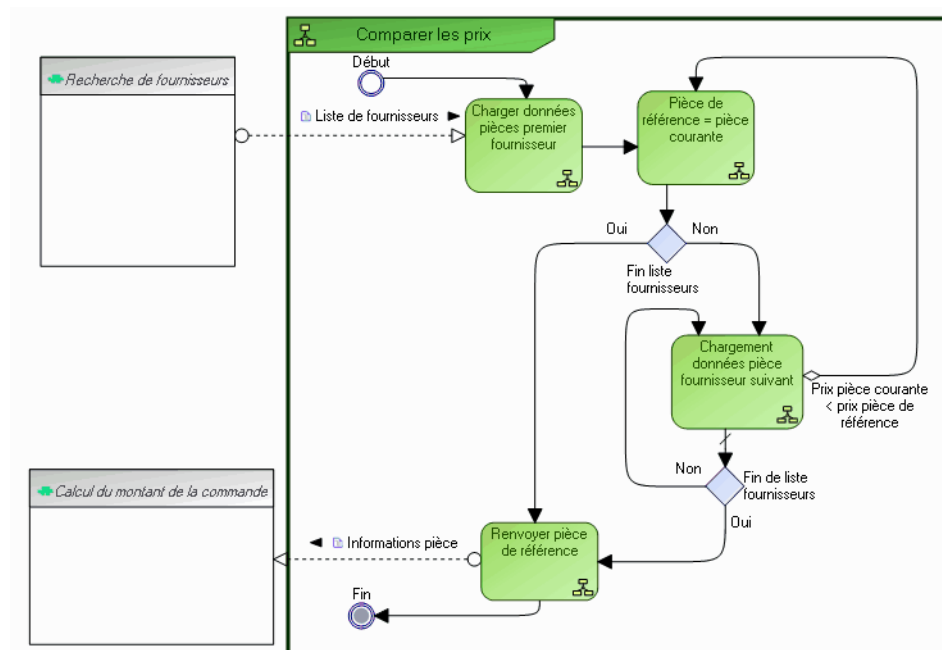 Comparer les prix
Début
Recherche de fournisseurs
Liste de fournisseurs
Charger données
pièces premier
fournisseur
Pièce de
référence = pièce
courante
Oui
Non
Fin liste
fournisseurs
Chargement
données pièce
fournisseur suivant
Prix pièce courante
< prix pièce de
référence
Non
Fin de liste
fournisseurs
Oui
Calcul du montant de la commande
Informations pièce
Renvoyer pièce
de référence
Fin